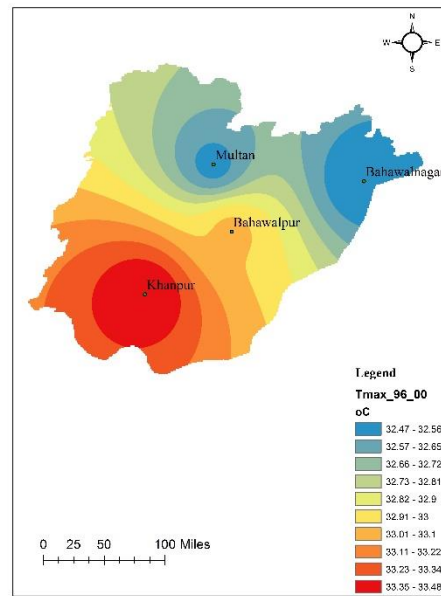 N
W E
S
Multan
Bahawalnagar
Bahawalpur
Khanpur
Legend
Tmax_96_00
oC
32.47 - 32.56
32.57 - 32.65
32.66 - 32.72
32.73 - 32.81
32.82 - 32.9
32.91 - 33
33.01 - 33.1
33.11 - 33.22
33.23 - 33.34
33.35 - 33.48
0 25 50 100 Miles